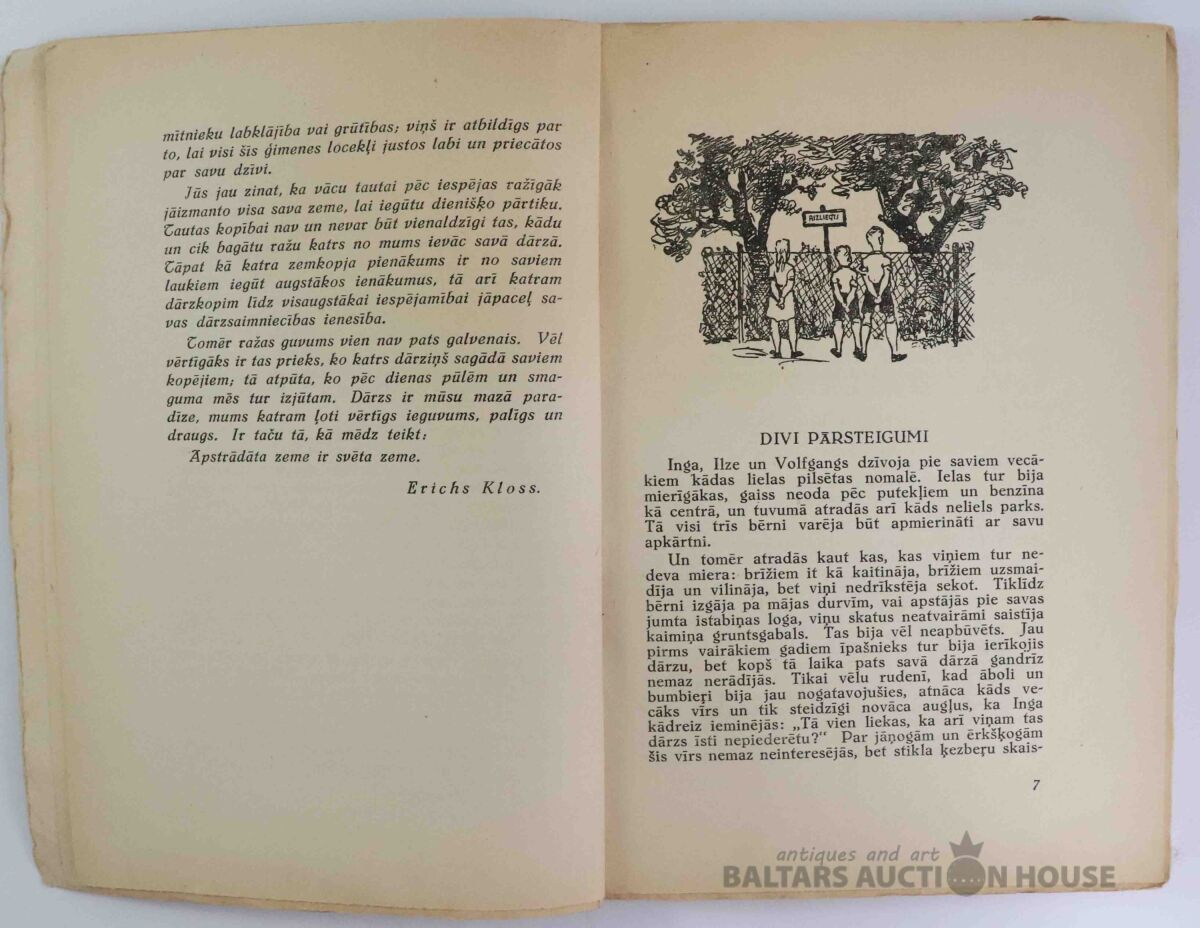 mītnieku labklājība vai grūtības; viņš ir atbildīgs par
to, lai visi šīs ģimenes locekļi justos labi un priecātos
par savu dzīvi.
Jūs jau zinat, ka vācu tautai pēc iespējas ražīgāk
jāizmanto visa sava zeme, lai iegūtu dienišķo pārtiku.
Tautas kopībai nav un nevar būt vienaldzīgi tas, kādu
un cik bagātu ražu katrs no mums ievāc savā dārzā.
Tāpat kā katra zemkopja pienākums ir no saviem
laukiem iegūt augstākos ienākumus, tā arī katram
dārzkopim līdz visaugstākai iespējamībai jāpaceļ sa-
vas dārzsaimniecības ienesība.
Tomēr ražas guvums vien nav pats galvenais. Vēl
vērtīgāks ir tas prieks, ko katrs dārziņš sagādā saviem
kopējiem; tā atpūta, ko pēc dienas pūlēm un sma-
guma mēs tur izjūtam. Dārzs ir mūsu mazā para-
dīze, mums katram ļoti vērtīgs ieguvums, palīgs un
draugs. Ir taču tā, kā mēdz teikt:
Apstrādāta zeme ir svēta zeme.
Erichs Kloss.
AIZLIEGTS
DIVI PĀRSTEIGUMI
Inga, Ilze un Volfgangs dzīvoja pie saviem vecā-
kiem kādas lielas pilsētas nomalē. Ielas tur bija
mierīgākas, gaiss neoda pēc putekļiem un benzīna
kā centrā, un tuvumā atradās arī kāds neliels parks.
Tā visi trīs bērni varēja būt apmierināti ar savu
apkārtni.
Un tomēr atradās kaut kas, kas viņiem tur ne-
deva miera: brīžiem it kā kaitināja, brīžiem uzsmai-
dīja un vilināja, bet viņi nedrīkstēja sekot. Tiklīdz
bērni izgāja pa mājas durvīm, vai apstājās pie savas
jumta istabiņas loga, viņu skatus neatvairāmi saistīja
kaimiņa gruntsgabals. Tas bija vēl neapbūvēts. Jau
pirms vairākiem gadiem īpašnieks tur bija ierīkojis
dārzu, bet kopš tā laika pats savā dārzā gandrīz
nemaz nerādījās. Tikai vēlu rudenī, kad āboli un
bumbieŗi bija jau nogatavojušies, atnāca kāds ve-
cāks vīrs un tik steidzīgi novāca augļus, ka Inga
kādreiz ieminējās: „Tā vien liekas, ka arī viņam tas
dārzs īsti nepiederētu?“ Par jāņogām un ērkšķogām
šis vīrs nemaz neinteresējās, bet stikla ķezbeŗu skais-
7
antiques and art
BALTARS AUCTION HOUSE